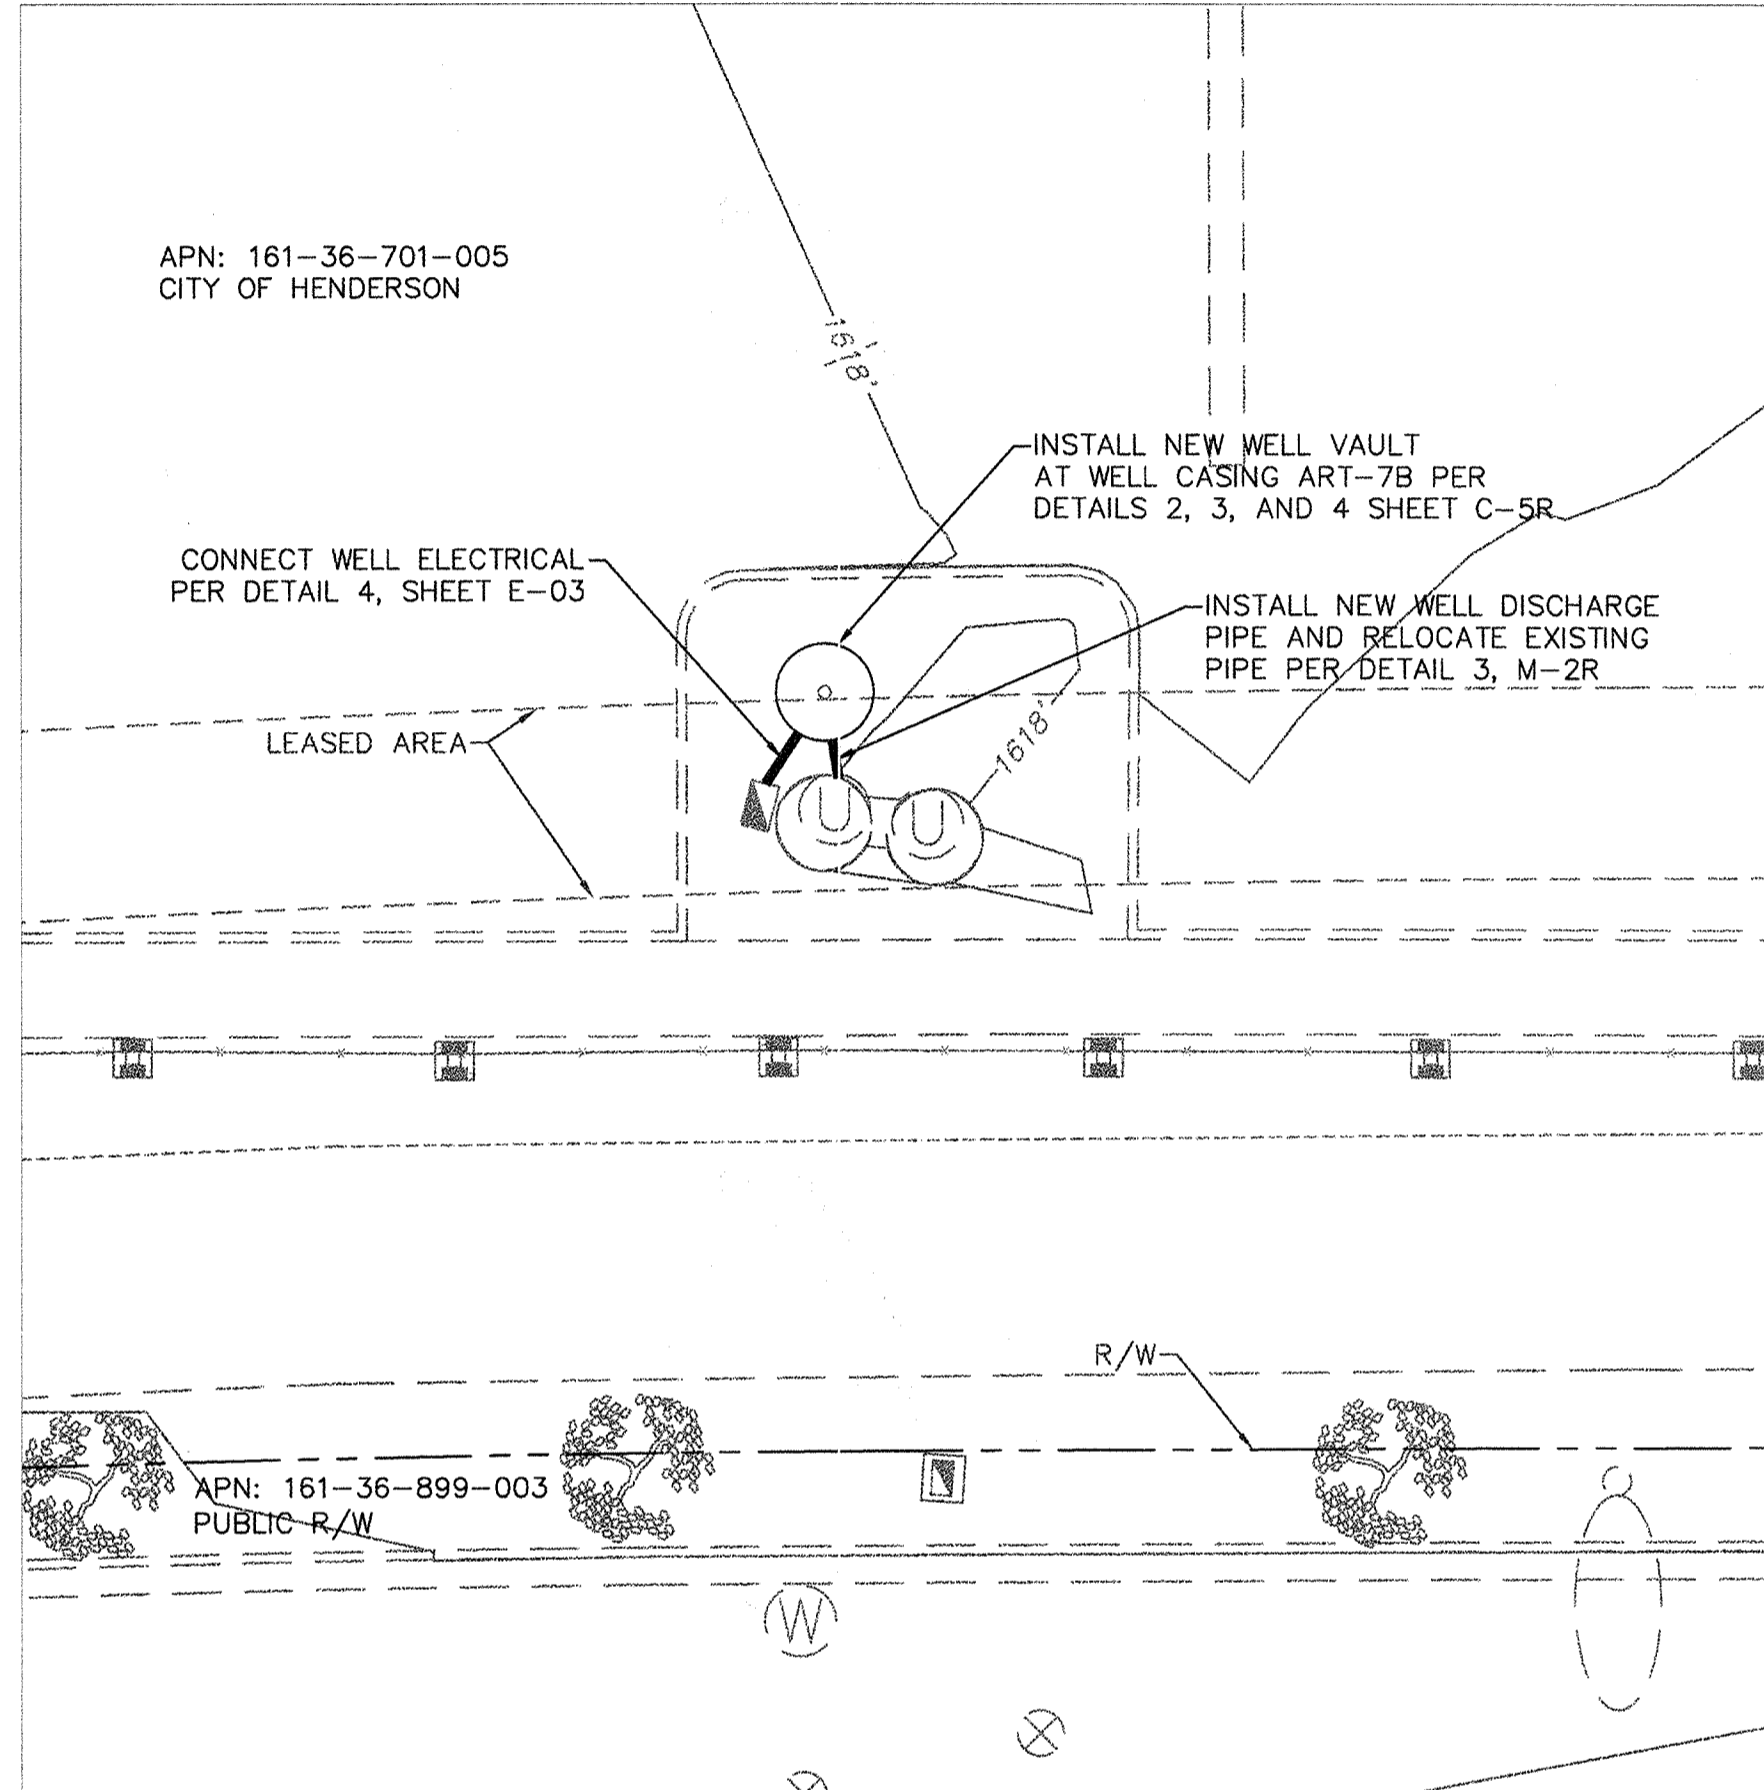 APN: 161-36-701-005
CITY OF HENDERSON
1618'
INSTALL NEW WELL VAULT
AT WELL CASING ART-7B PER
DETAILS 2, 3, AND 4 SHEET C-5R
CONNECT WELL ELECTRICAL
PER DETAIL 4, SHEET E-03
INSTALL NEW WELL DISCHARGE
PIPE AND RELOCATE EXISTING
PIPE PER DETAIL 3, M-2R
LEASED AREA
1618'
R/W
APN: 161-36-899-003
PUBLIC R/W
W